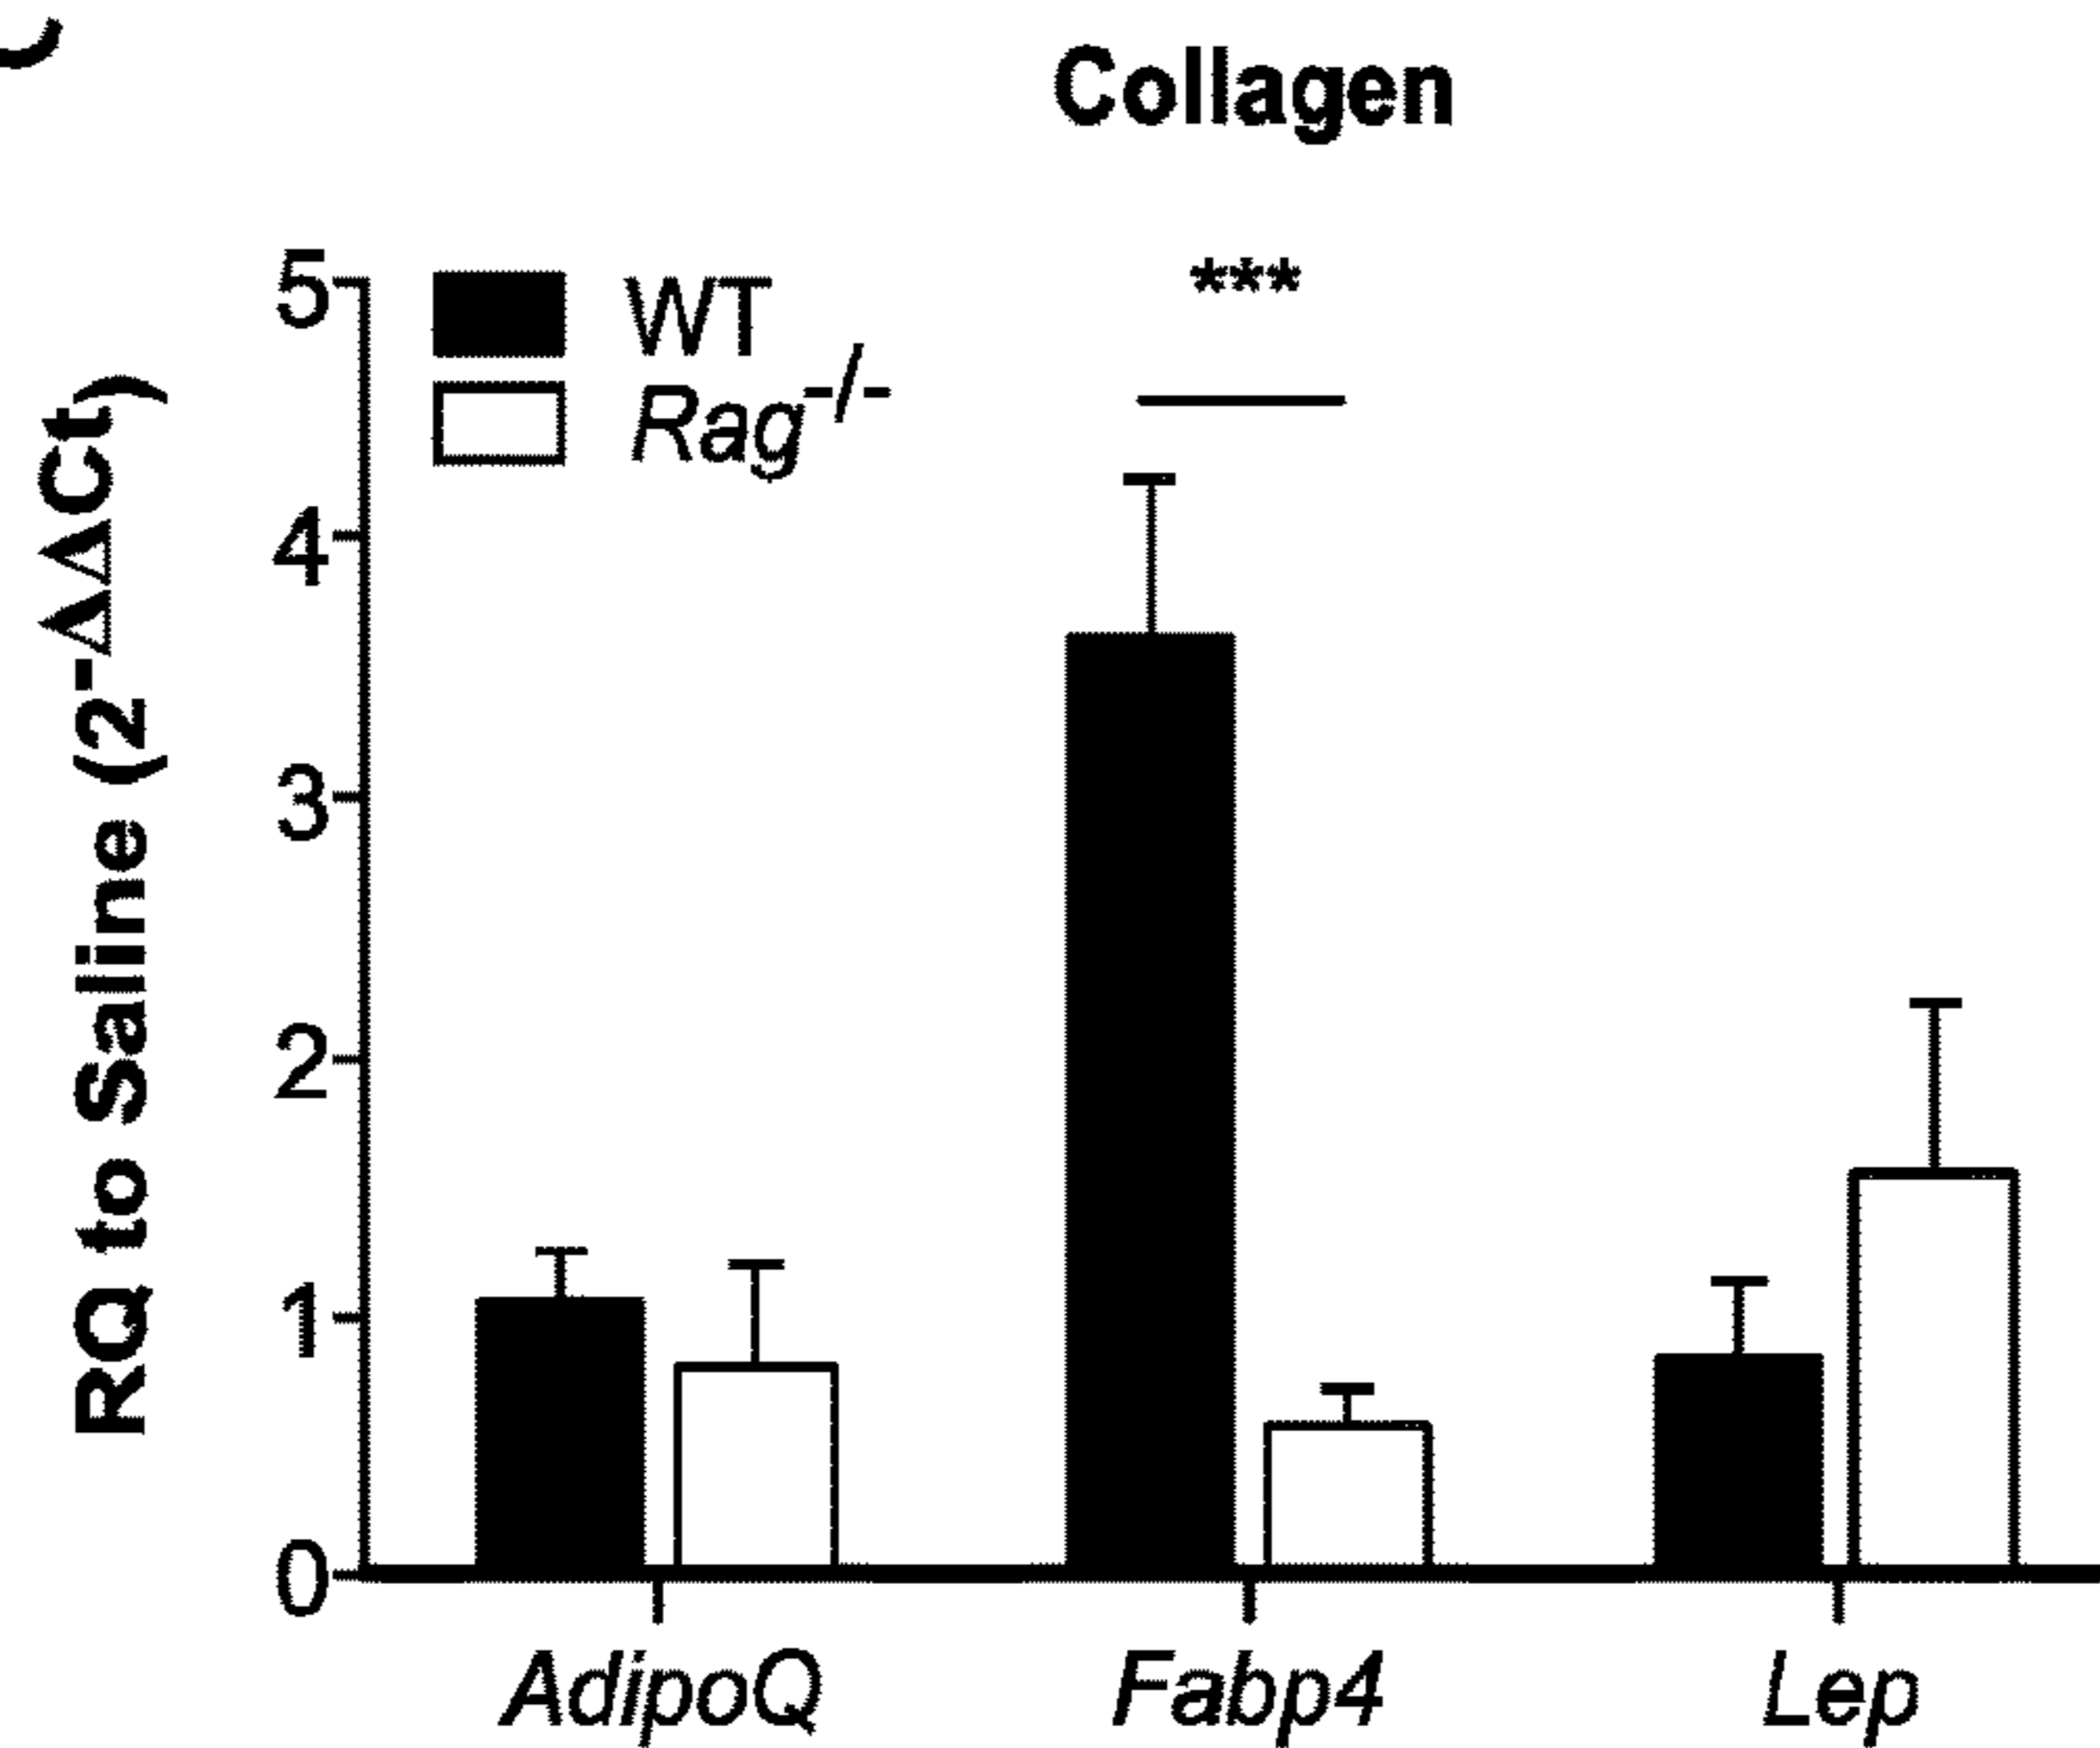 Collagen
***
WT
Rag-/-
RQ to Saline (2-ΔΔCt)
5
4
3
2
1
0
AdipoQ Fabp4 Lep